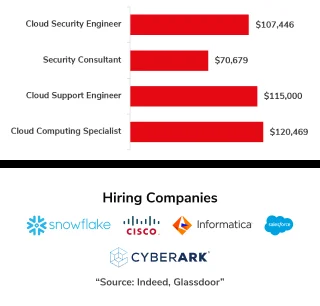 Cloud Security Engineer $107,446
Security Consultant $70,679
Cloud Support Engineer $115,000
Cloud Computing Specialist $120,469
Hiring Companies
snowflake CISCO Informatica salesforce
CYBERARK
“Source: Indeed, Glassdoor”